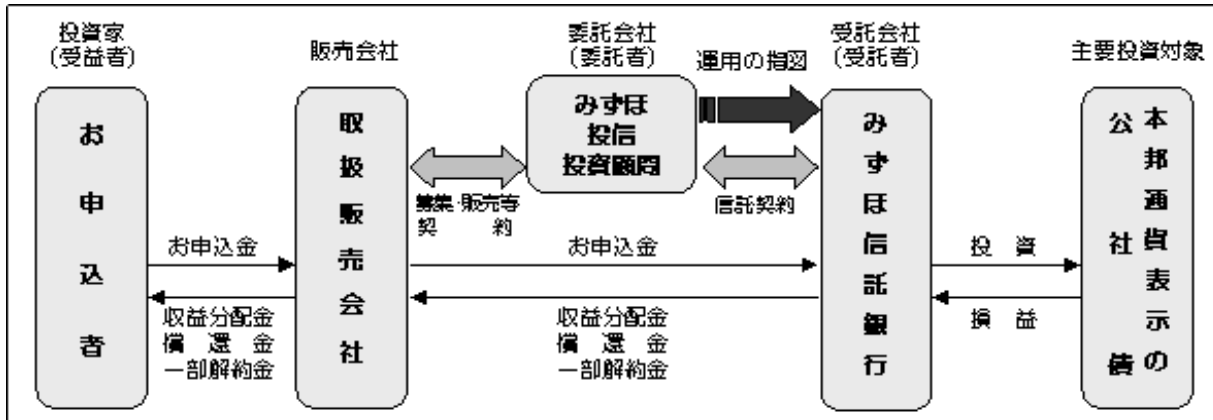 投資家
(受益者)
販売会社
委託会社
(委託者)
受託会社
(受託者)
主要投資対象
運用の指図
お申込者
取扱販売会社
みずほ
投信
投資顧問
みずほ信託銀行
本邦通貨表示の
公社債
募集・販売等
契約
信託契約
お申込金
お申込金
投資
損益
収益分配金
償還金
一部解約金
収益分配金
償還金
一部解約金